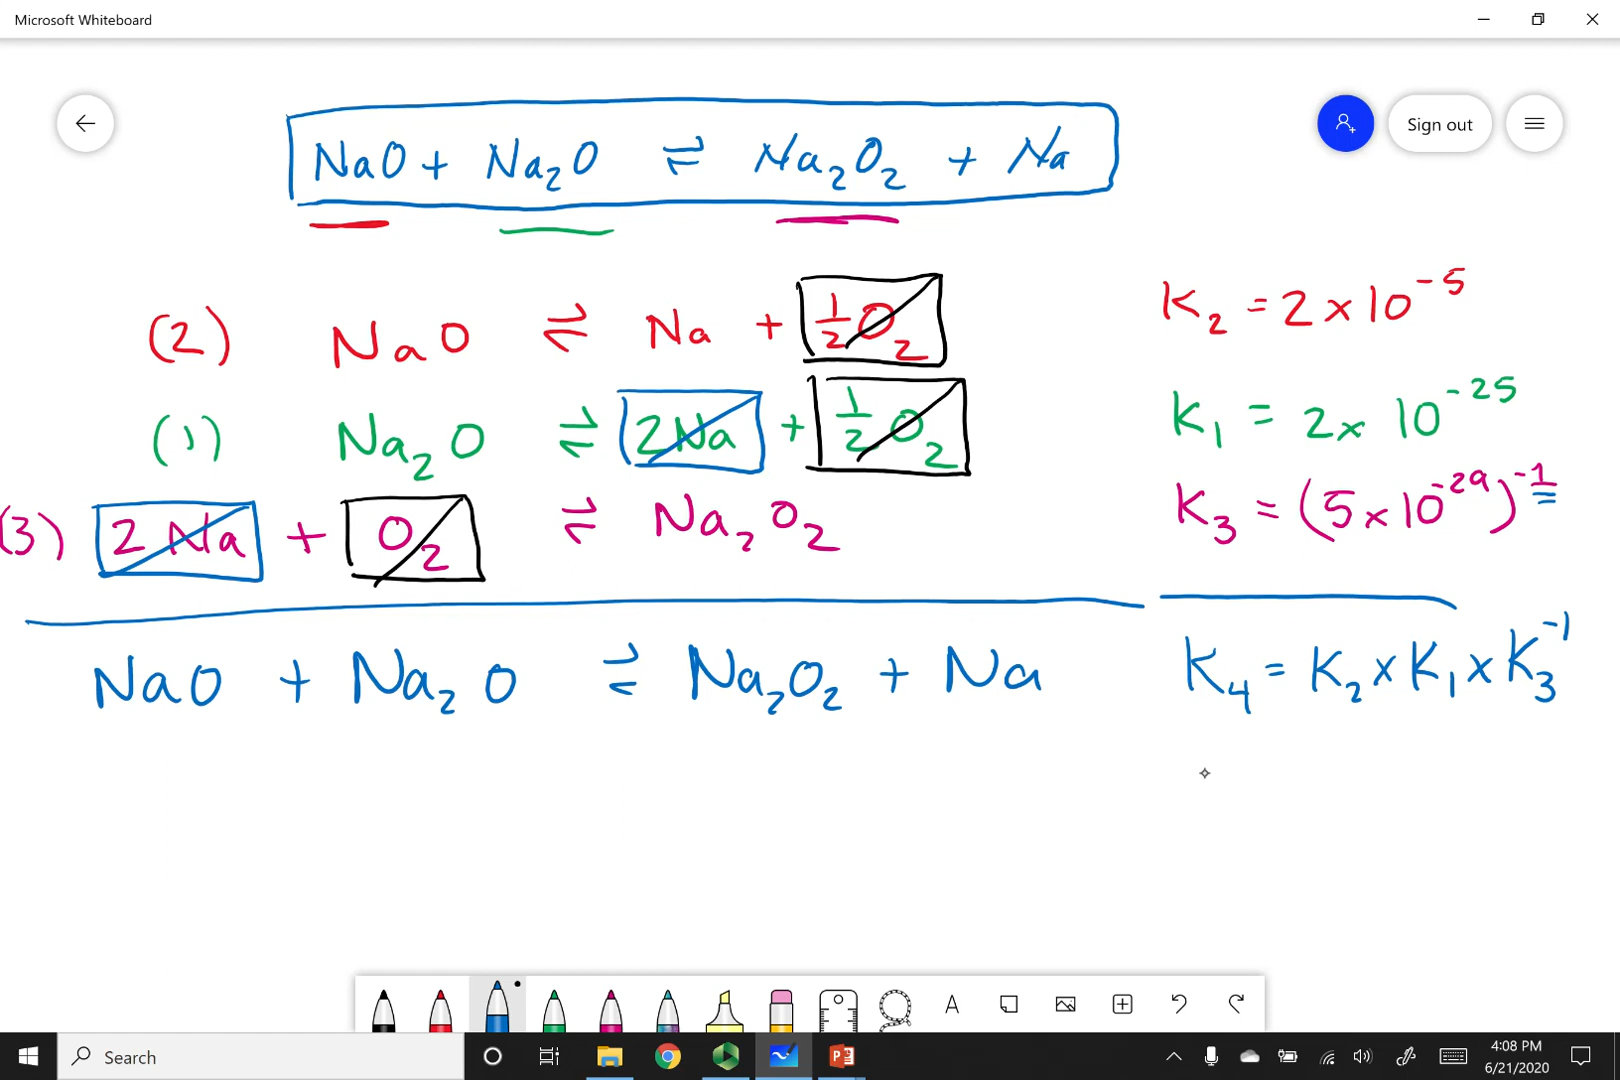 Microsoft Whiteboard
Sign out
NaO + Na₂O ⇌ Na₂O₂ + Na
(2) NaO ⇌ Na + 1/2 O₂ K₂ = 2 x 10⁻⁵
(1) Na₂O ⇌ 2Na + 1/2 O₂ K₁ = 2 x 10⁻²⁵
(3) 2Na + O₂ ⇌ Na₂O₂ K₃ = (5 x 10⁻²⁹)⁻¹
NaO + Na₂O ⇌ Na₂O₂ + Na K₄ = K₂ x K₁ x K₃⁻¹
A
Search
4:08 PM
6/21/2020